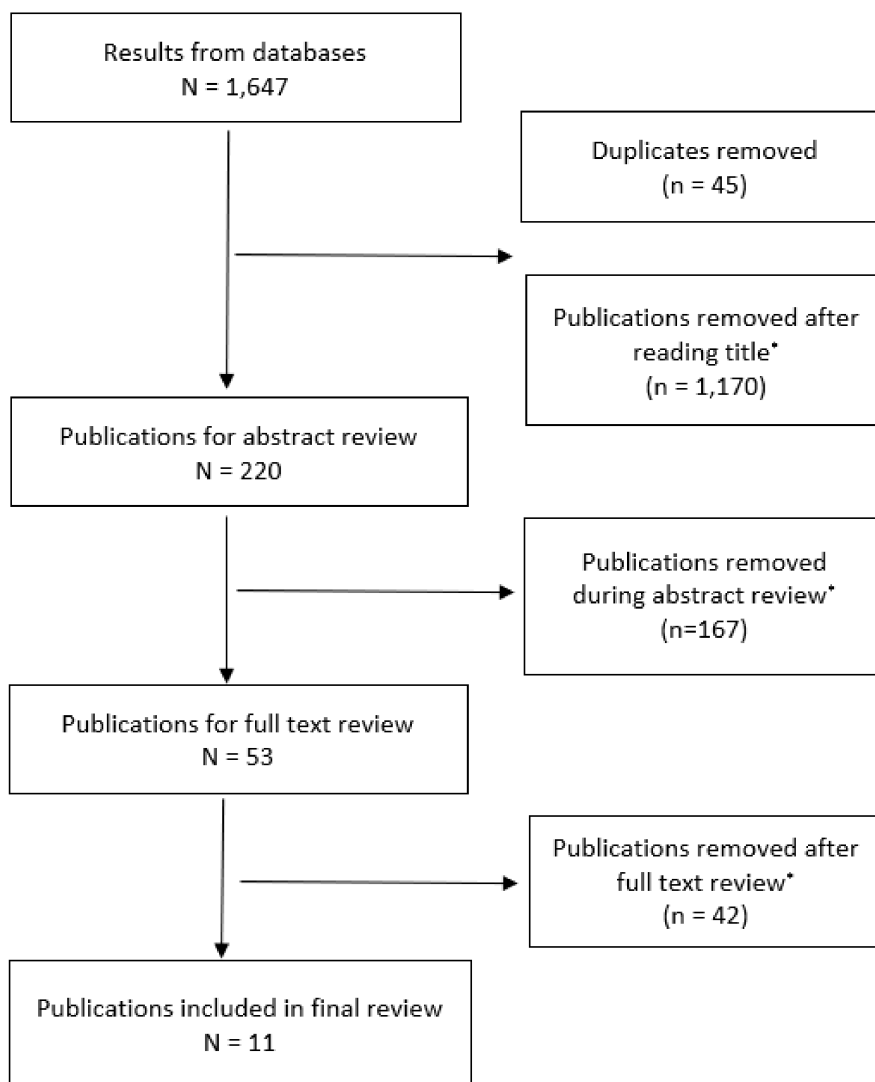 Results from databases
N = 1,647
Duplicates removed
(n = 45)
Publications removed after
reading title*
(n = 1,170)
Publications for abstract review
N = 220
Publications removed
during abstract review*
(n=167)
Publications for full text review
N = 53
Publications removed after
full text review*
(n = 42)
Publications included in final review
N = 11